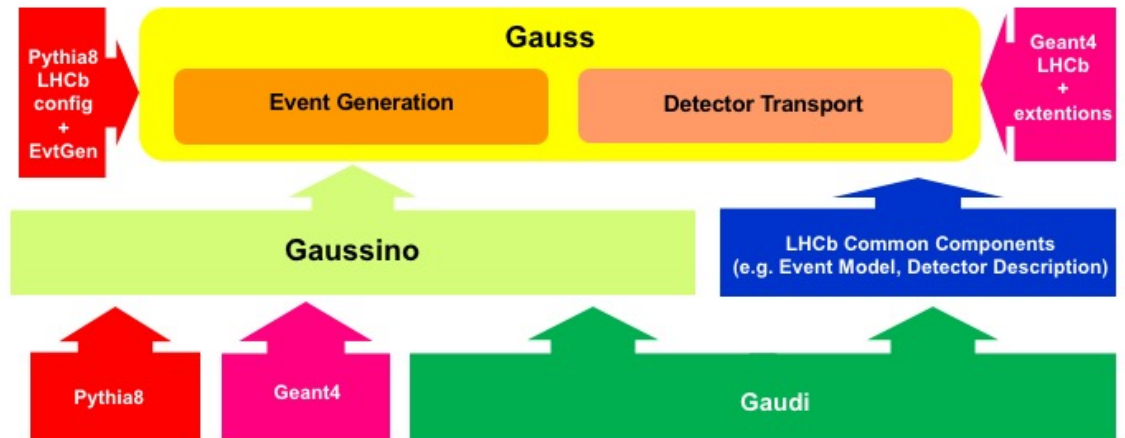 Gauss
Pythia8
LHCb
config
+
EvtGen
Event Generation
Detector Transport
Geant4
LHCb
+
extentions
Gaussino
LHCb Common Components
(e.g. Event Model, Detector Description)
Pythia8
Geant4
Gaudi